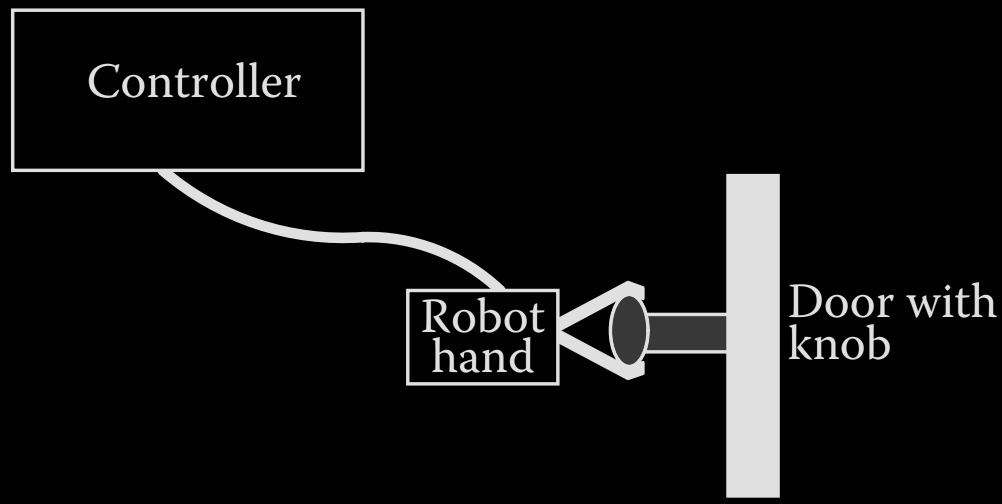 Controller
Robot
hand
Door with
knob